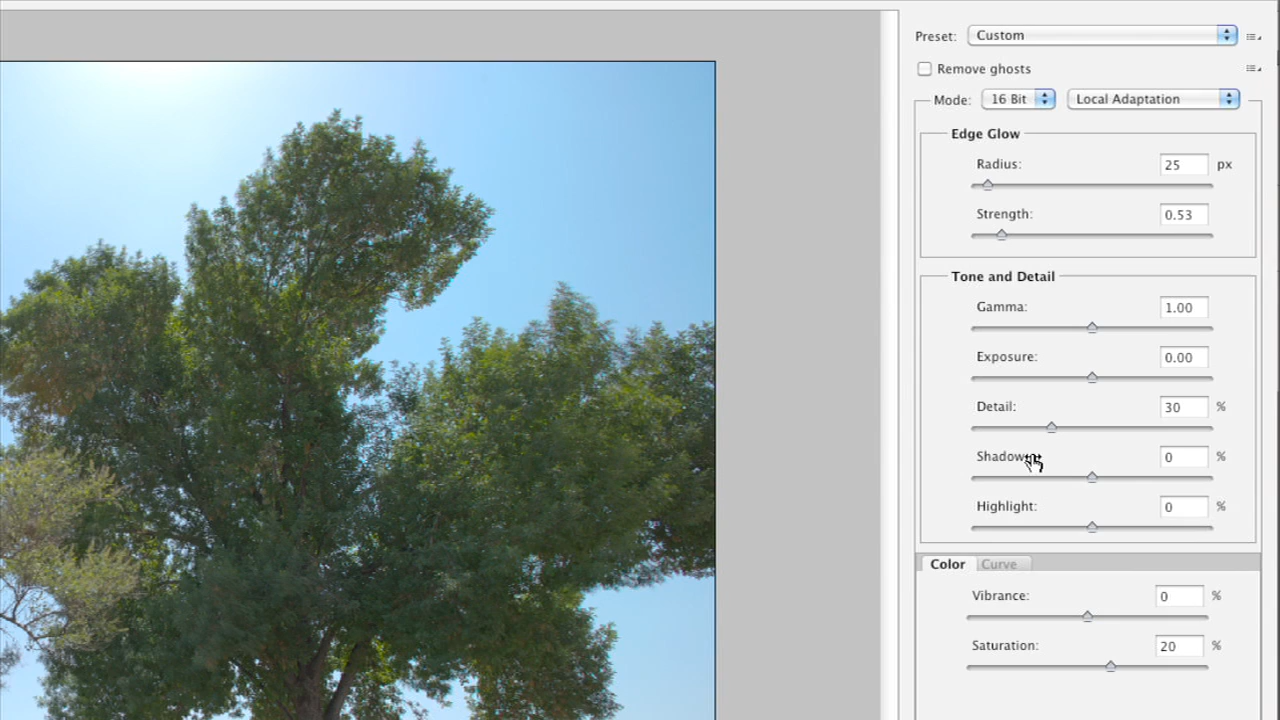 Preset: Custom
Remove ghosts
Mode: 16 Bit Local Adaptation
Edge Glow
Radius: 25 px
Strength: 0.53
Tone and Detail
Gamma: 1.00
Exposure: 0.00
Detail: 30 %
Shadow: 0 %
Highlight: 0 %
Color Curve
Vibrance: 0 %
Saturation: 20 %